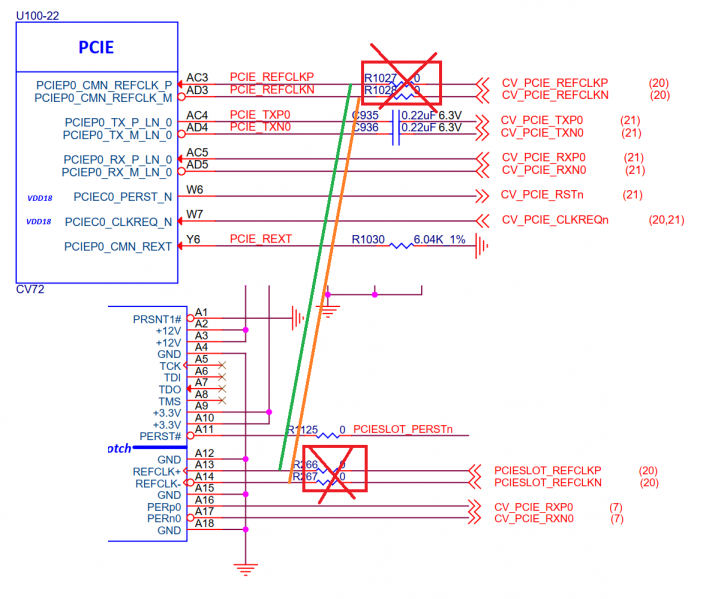 U100-22
PCIE
PCIEP0_CMN_REFCLK_P AC3 PCIE_REFCLKP R1027 0 CV_PCIE_REFCLKP (20)
PCIEP0_CMN_REFCLK_M AD3 PCIE_REFCLKN R1028 0 CV_PCIE_REFCLKN (20)
PCIEP0_TX_P_LN_0 AC4 PCIE_TXP0 C935 0.22uF 6.3V CV_PCIE_TXP0 (21)
PCIEP0_TX_M_LN_0 AD4 PCIE_TXN0 C936 0.22uF 6.3V CV_PCIE_TXN0 (21)
PCIEP0_RX_P_LN_0 AC5 CV_PCIE_RXP0 (21)
PCIEP0_RX_M_LN_0 AD5 CV_PCIE_RXN0 (21)
VDD18 PCIEC0_PERST_N W6 CV_PCIE_RSTn (21)
VDD18 PCIEC0_CLKREQ_N W7 CV_PCIE_CLKREQn (20,21)
PCIEP0_CMN_REXT Y6 PCIE_REXT R1030 6.04K 1%
CV72
PRSNT1# A1
+12V A2
+12V A3
GND A4
TCK A5
TDI A6
TDO A7
TMS A8
+3.3V A9
+3.3V A10
PERST# A11 R1125 0 PCIESLOT_PERSTn
otch
GND A12
REFCLK+ A13 R266 0 PCIESLOT_REFCLKP (20)
REFCLK- A14 R267 0 PCIESLOT_REFCLKN (20)
GND A15
PERp0 A16 CV_PCIE_RXP0 (7)
PERn0 A17 CV_PCIE_RXN0 (7)
GND A18